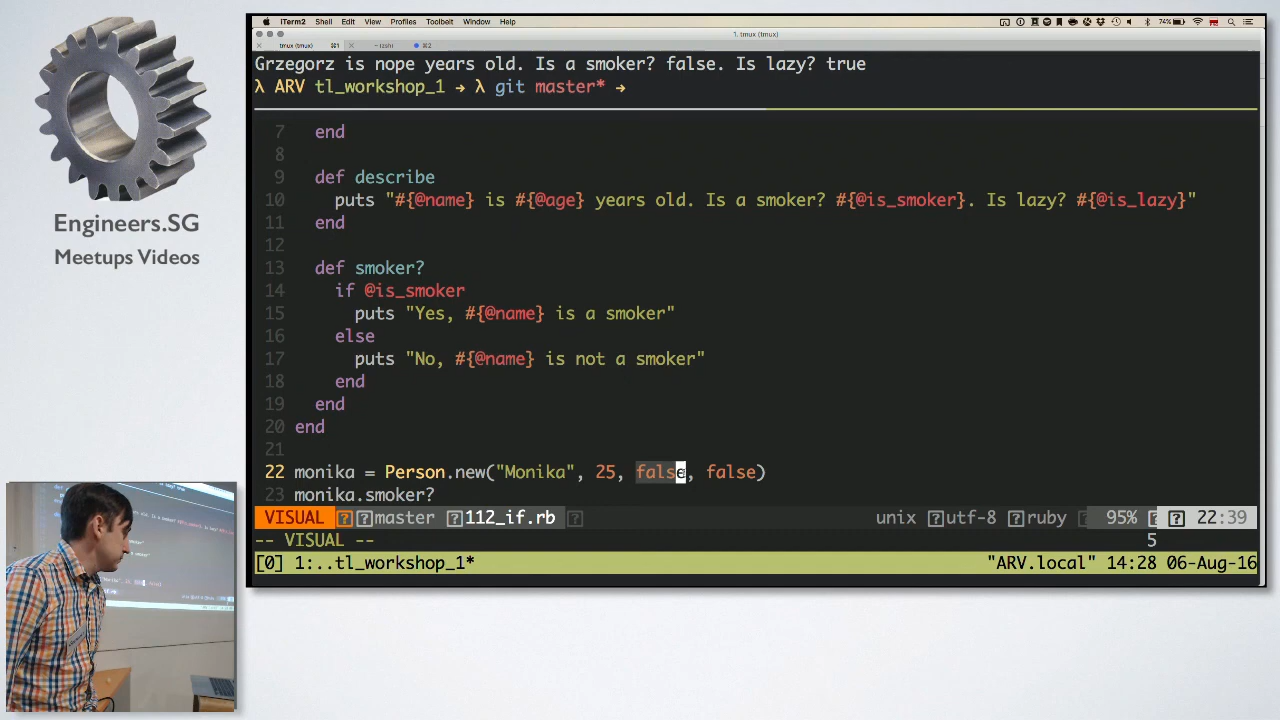 Engineers.SG
Meetups Videos
iTerm2 Shell Edit View Profiles Toolbelt Window Help
74%
1. tmux (tmux)
tmux (tmux) ⌘1 ~ (zsh) ⌘2
Grzegorz is nope years old. Is a smoker? false. Is lazy? true
λ ARV tl_workshop_1 → λ git master* →
7 end
8
9 def describe
10 puts "#{@name} is #{@age} years old. Is a smoker? #{@is_smoker}. Is lazy? #{@is_lazy}"
11 end
12
13 def smoker?
14 if @is_smoker
15 puts "Yes, #{@name} is a smoker"
16 else
17 puts "No, #{@name} is not a smoker"
18 end
19 end
20 end
21
22 monika = Person.new("Monika", 25, false, false)
23 monika.smoker?
VISUAL master 112_if.rb unix utf-8 ruby 95% 22:39
-- VISUAL -- 5
[0] 1:..tl_workshop_1* "ARV.local" 14:28 06-Aug-16